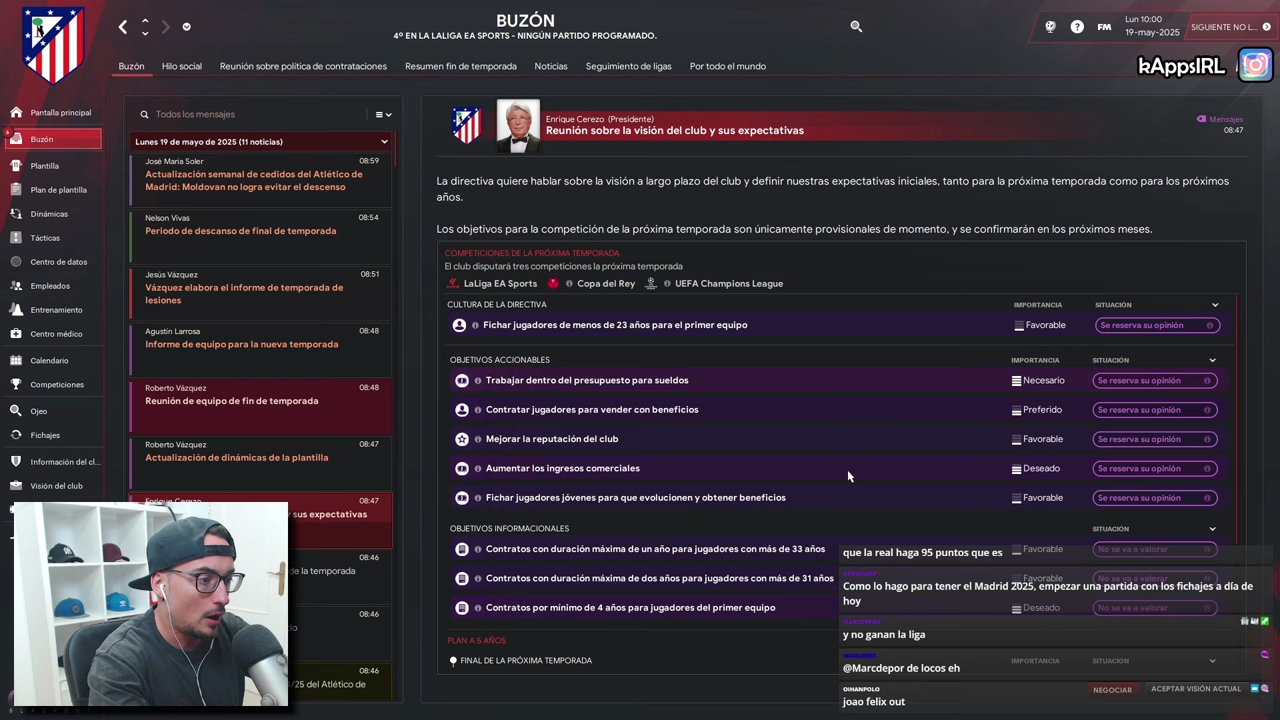 BUZÓN
4º EN LA LALIGA EA SPORTS - NINGÚN PARTIDO PROGRAMADO.
FM
Lun 10:00
19-may-2025
SIGUIENTE NO L...
kAppsIRL
Buzón
Hilo social
Reunión sobre política de contrataciones
Resumen fin de temporada
Noticias
Seguimiento de ligas
Por todo el mundo
Pantalla principal
6
Buzón
Plantilla
Plan de plantilla
Dinámicas
Tácticas
Centro de datos
Empleados
Entrenamiento
Centro médico
Calendario
Competiciones
Ojeo
Fichajes
Información del cl...
Visión del club
Todos los mensajes
Lunes 19 de mayo de 2025 (11 noticias)
José María Soler 08:59
Actualización semanal de cedidos del Atlético de
Madrid: Moldovan no logra evitar el descenso
Nelson Vivas 08:54
Periodo de descanso de final de temporada
Jesús Vázquez 08:51
Vázquez elabora el informe de temporada de
lesiones
Agustín Larrosa 08:48
Informe de equipo para la nueva temporada
Roberto Vázquez 08:48
Reunión de equipo de fin de temporada
Roberto Vázquez 08:47
Actualización de dinámicas de la plantilla
Enrique Cerezo 08:47
y sus expectativas
08:46
de la temporada
08:46
08:46
/25 del Atlético de
Enrique Cerezo (Presidente)
Reunión sobre la visión del club y sus expectativas
Mensajes
08:47
La directiva quiere hablar sobre la visión a largo plazo del club y definir nuestras expectativas iniciales, tanto para la próxima temporada como para los próximos
años.
Los objetivos para la competición de la próxima temporada son únicamente provisionales de momento, y se confirmarán en los próximos meses.
COMPETICIONES DE LA PRÓXIMA TEMPORADA
El club disputará tres competiciones la próxima temporada
LaLiga EA Sports Copa del Rey UEFA Champions League
CULTURA DE LA DIRECTIVA IMPORTANCIA SITUACIÓN
Fichar jugadores de menos de 23 años para el primer equipo Favorable Se reserva su opinión
OBJETIVOS ACCIONABLES IMPORTANCIA SITUACIÓN
Trabajar dentro del presupuesto para sueldos Necesario Se reserva su opinión
Contratar jugadores para vender con beneficios Preferido Se reserva su opinión
Mejorar la reputación del club Favorable Se reserva su opinión
Aumentar los ingresos comerciales Deseado Se reserva su opinión
Fichar jugadores jóvenes para que evolucionen y obtener beneficios Favorable Se reserva su opinión
OBJETIVOS INFORMACIONALES SITUACIÓN
Contratos con duración máxima de un año para jugadores con más de 33 años Favorable No se va a valorar
Contratos con duración máxima de dos años para jugadores con más de 31 años Favorable No se va a valorar
Contratos por mínimo de 4 años para jugadores del primer equipo Deseado No se va a valorar
PLAN A 5 AÑOS
FINAL DE LA PRÓXIMA TEMPORADA IMPORTANCIA SITUACIÓN
NEGOCIAR ACEPTAR VISIÓN ACTUAL
que la real haga 95 puntos que es
Como lo hago para tener el Madrid 2025, empezar una partida con los fichajes a día de
hoy
MARCDEPOR
y no ganan la liga
@Marcdepor de locos eh
OIHANPOLO
joao felix out